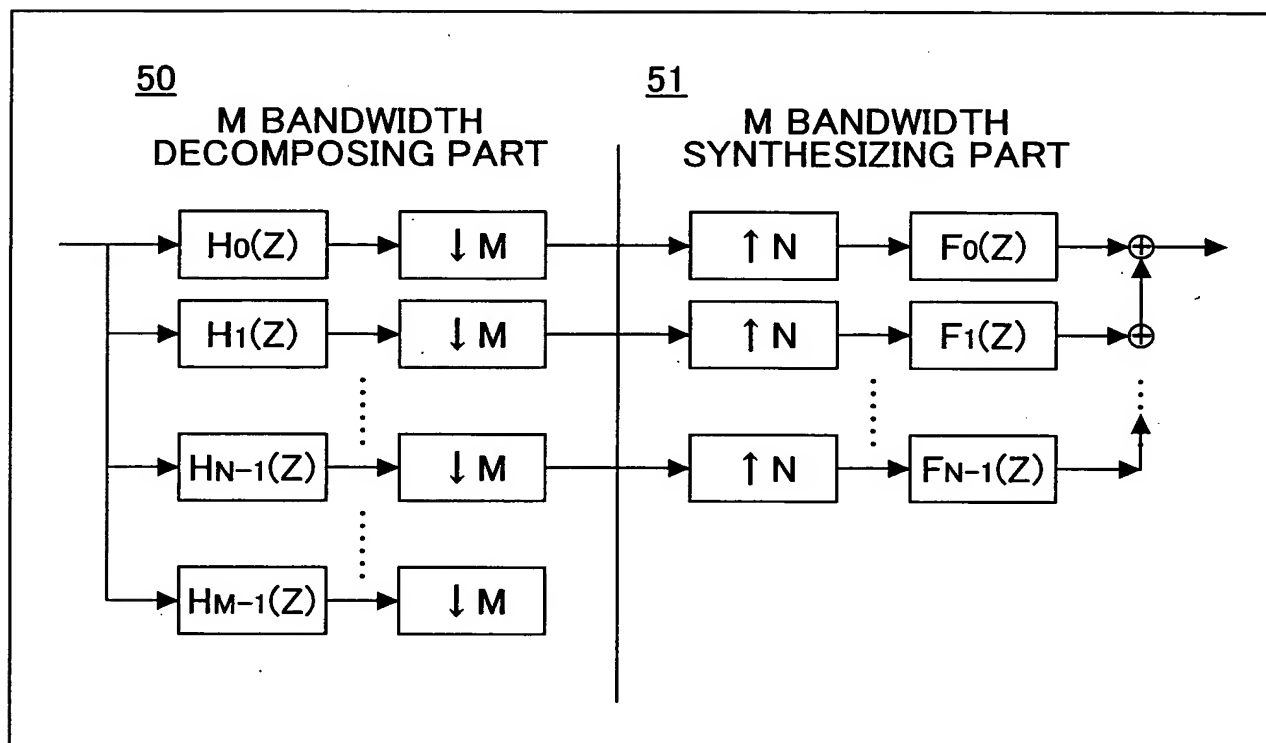 50
M BANDWIDTH
DECOMPOSING PART
51
M BANDWIDTH
SYNTHESIZING PART
H0(Z)
↓ M
↑ N
F0(Z)
H1(Z)
↓ M
↑ N
F1(Z)
HN-1(Z)
↓ M
↑ N
FN-1(Z)
HM-1(Z)
↓ M